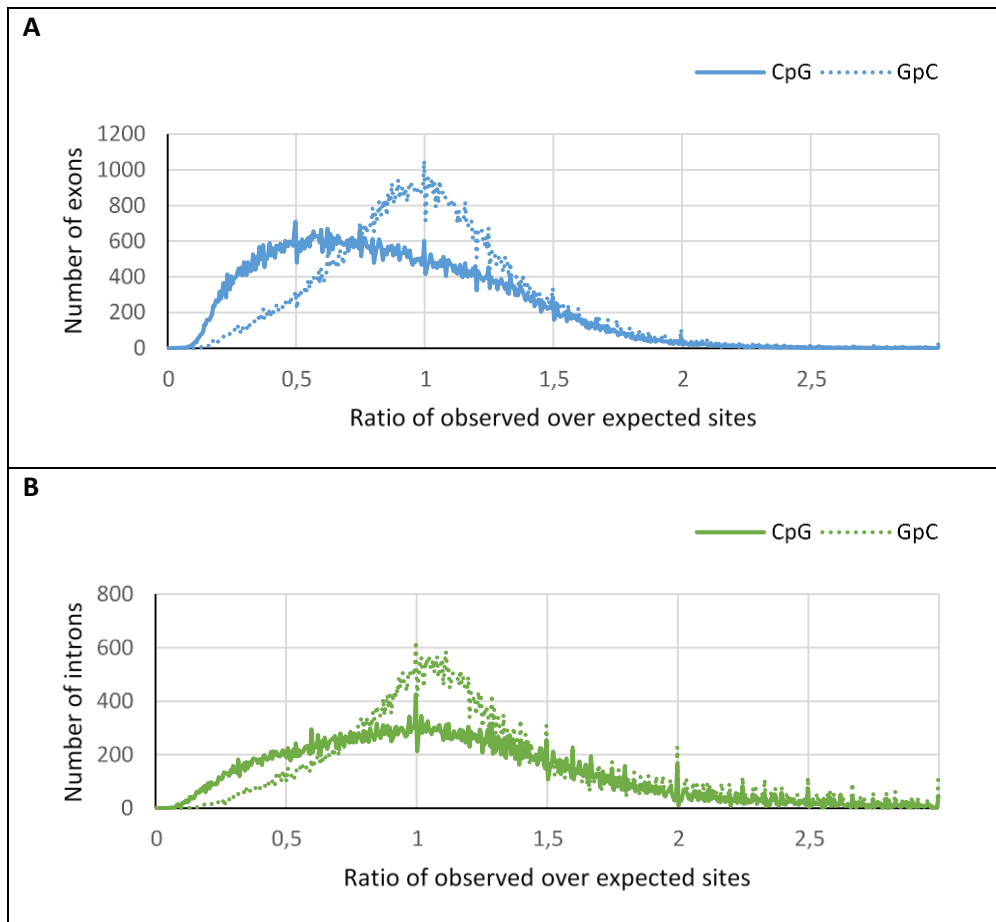 A
CpG GpC
1200
1000
800
600
400
200
0
Number of exons
0 0,5 1 1,5 2 2,5
Ratio of observed over expected sites
B
CpG GpC
800
600
400
200
0
Number of introns
0 0,5 1 1,5 2 2,5
Ratio of observed over expected sites